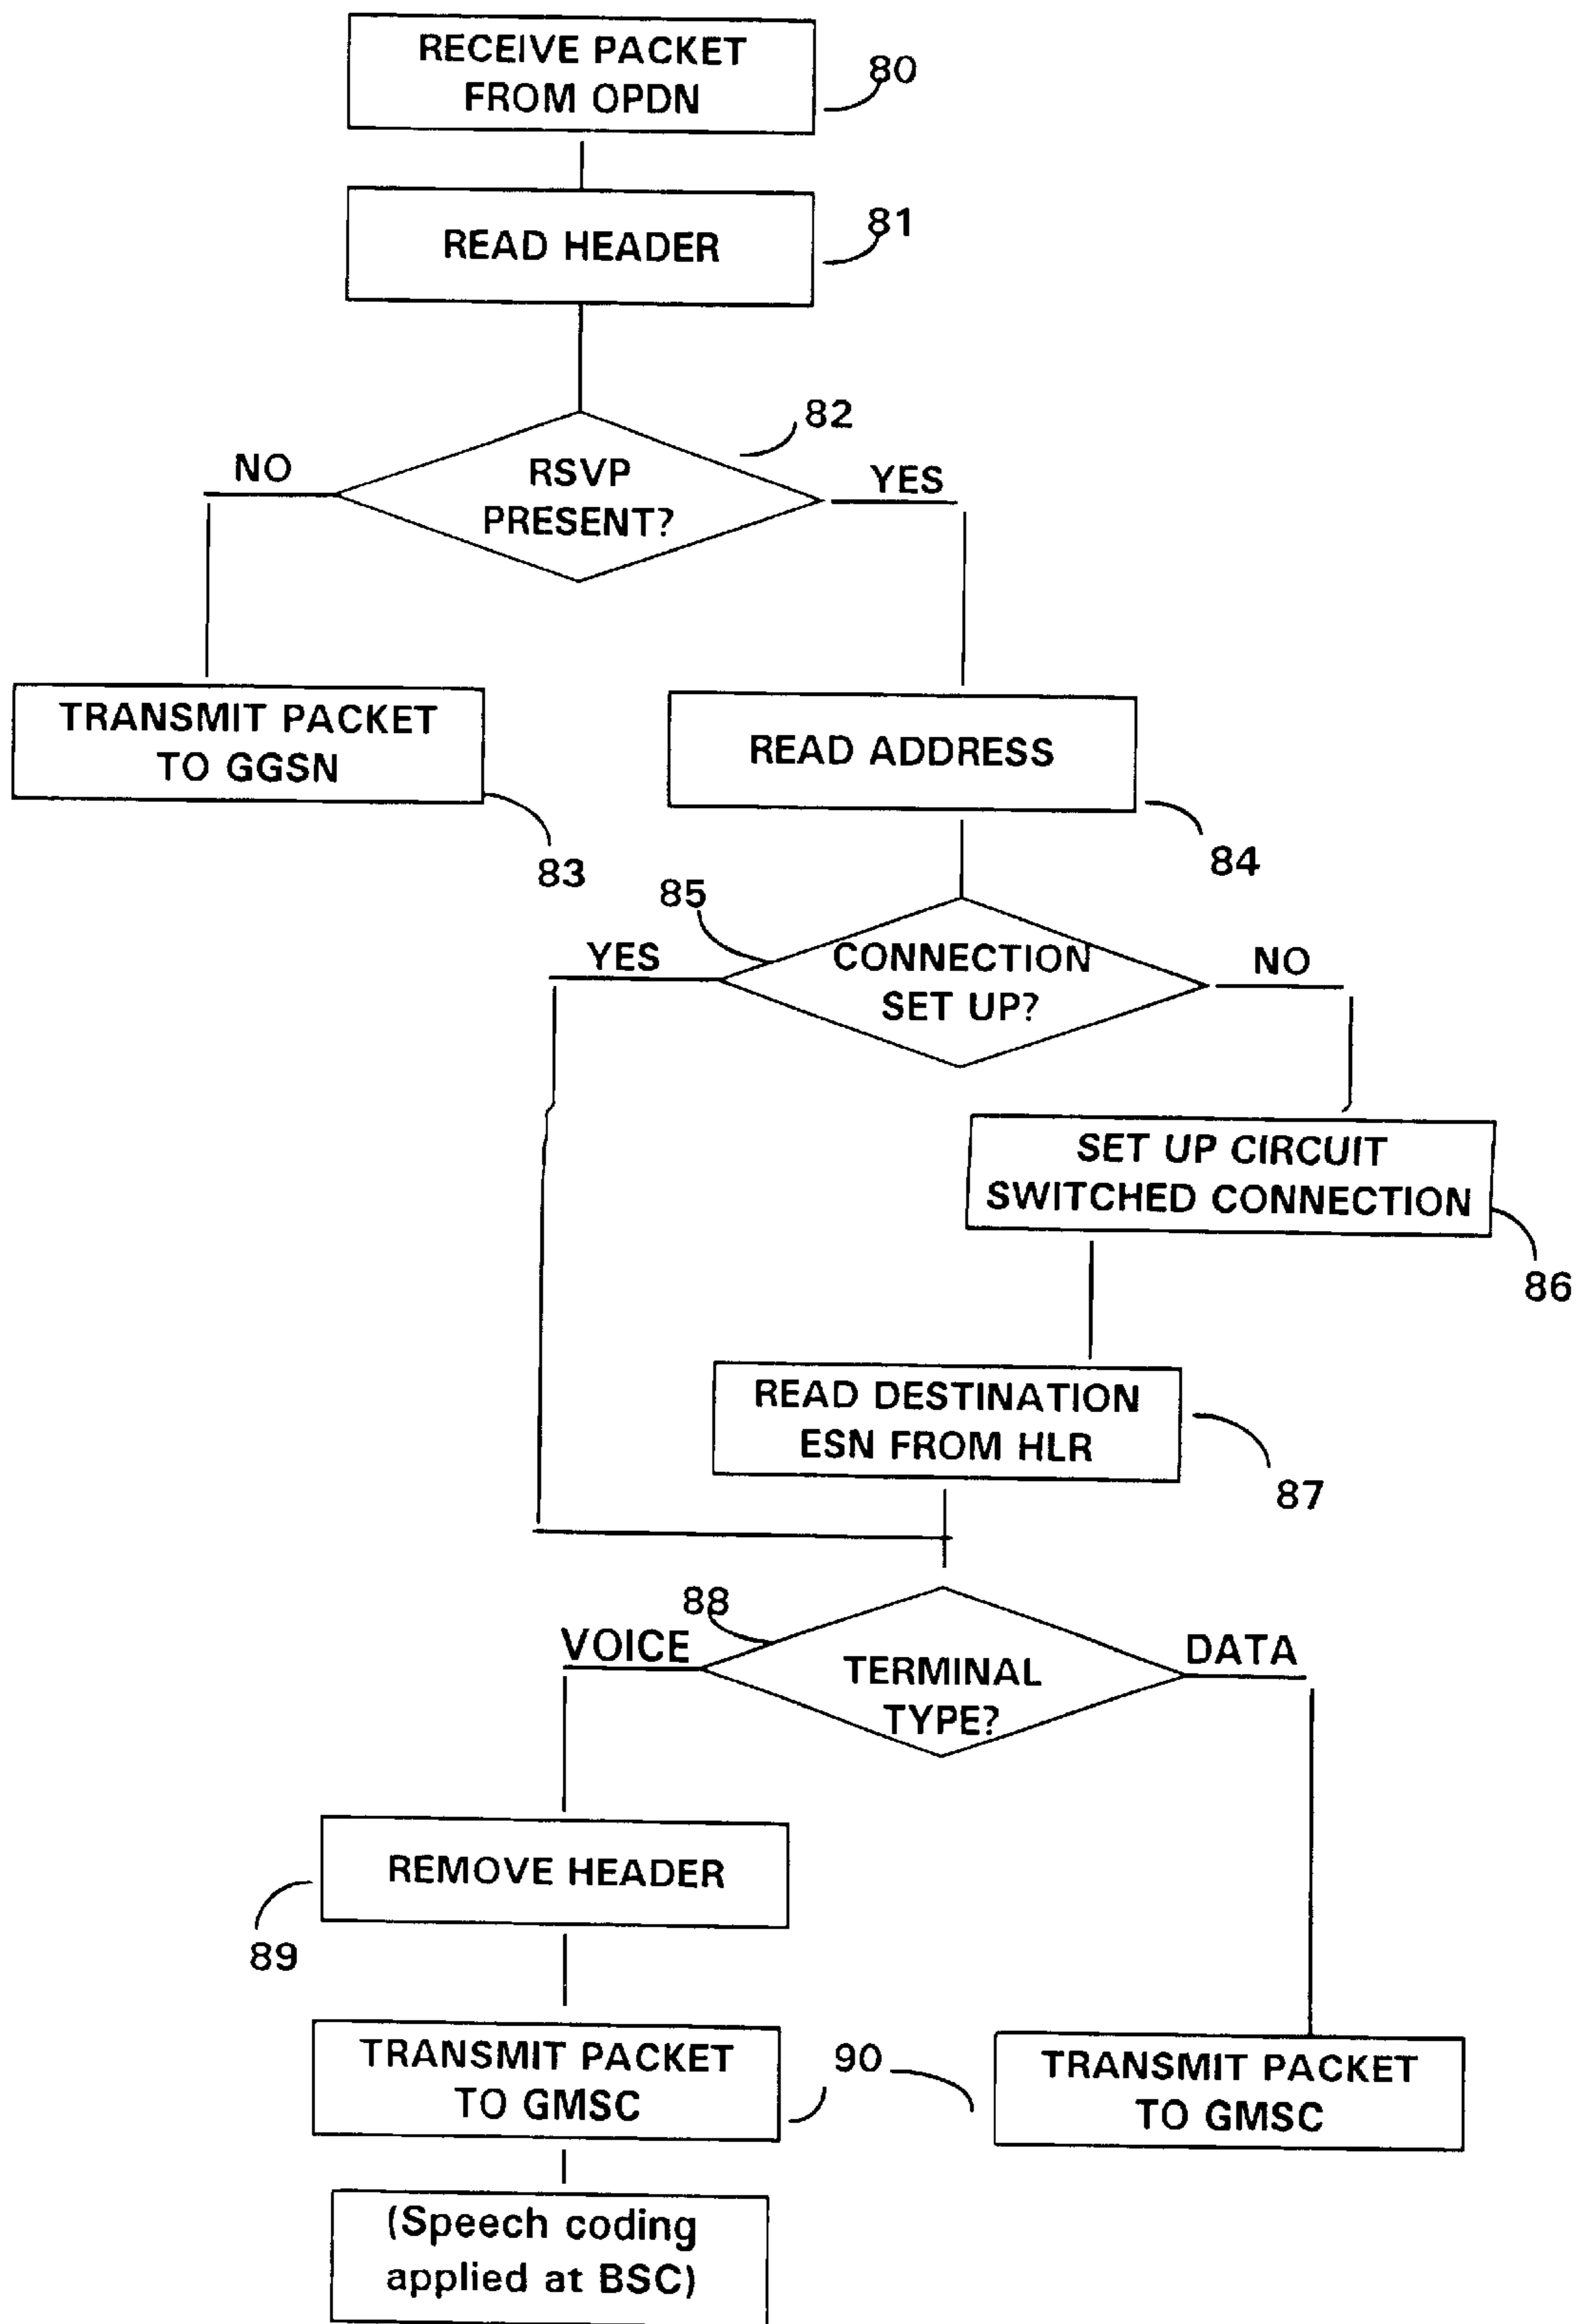 RECEIVE PACKET
FROM OPDN
80
READ HEADER
81
82
NO
RSVP
PRESENT?
YES
TRANSMIT PACKET
TO GGSN
83
READ ADDRESS
84
85
YES
CONNECTION
SET UP?
NO
SET UP CIRCUIT
SWITCHED CONNECTION
86
READ DESTINATION
ESN FROM HLR
87
88
VOICE
TERMINAL
TYPE?
DATA
REMOVE HEADER
89
TRANSMIT PACKET
TO GMSC
90
TRANSMIT PACKET
TO GMSC
(Speech coding
applied at BSC)